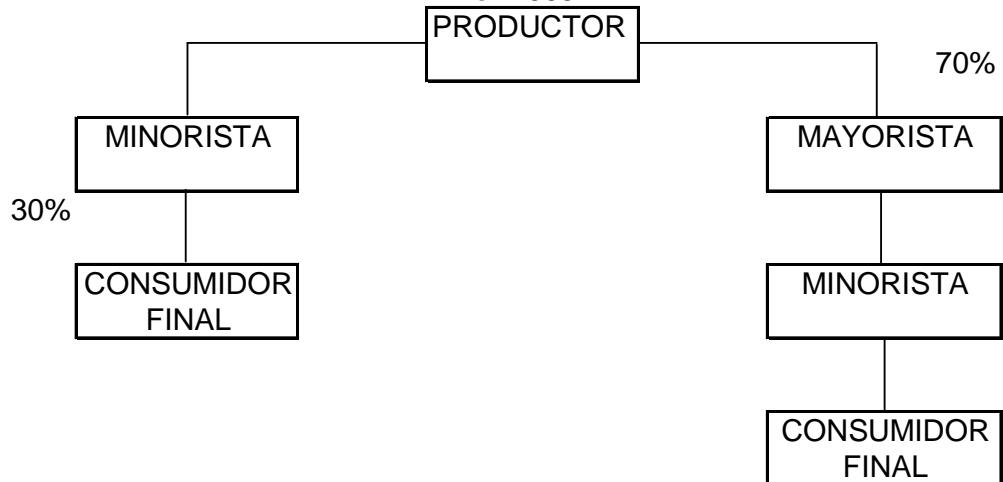 PRODUCTOR
70%
MINORISTA
MAYORISTA
30%
CONSUMIDOR
FINAL
MINORISTA
CONSUMIDOR
FINAL